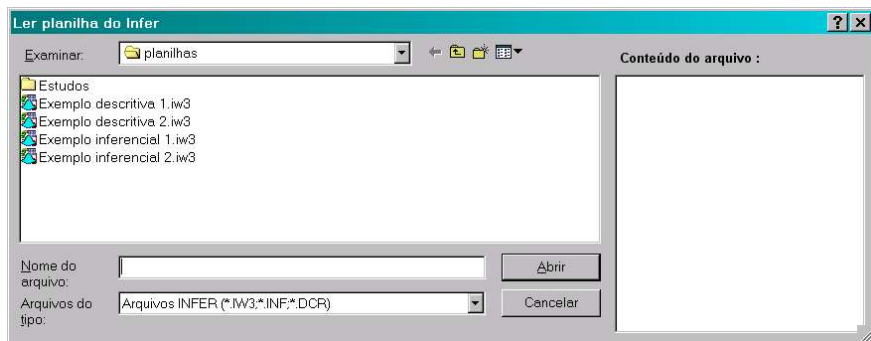 Ler planilha do Infer
Examinar:
planilhas
Conteúdo do arquivo :
Estudos
Exemplo descritiva 1.iw3
Exemplo descritiva 2.iw3
Exemplo inferencial 1.iw3
Exemplo inferencial 2.iw3
Nome do
arquivo:
Abrir
Arquivos do
tipo:
Arquivos INFER (*.IW3;*.INF;*.DCR)
Cancelar